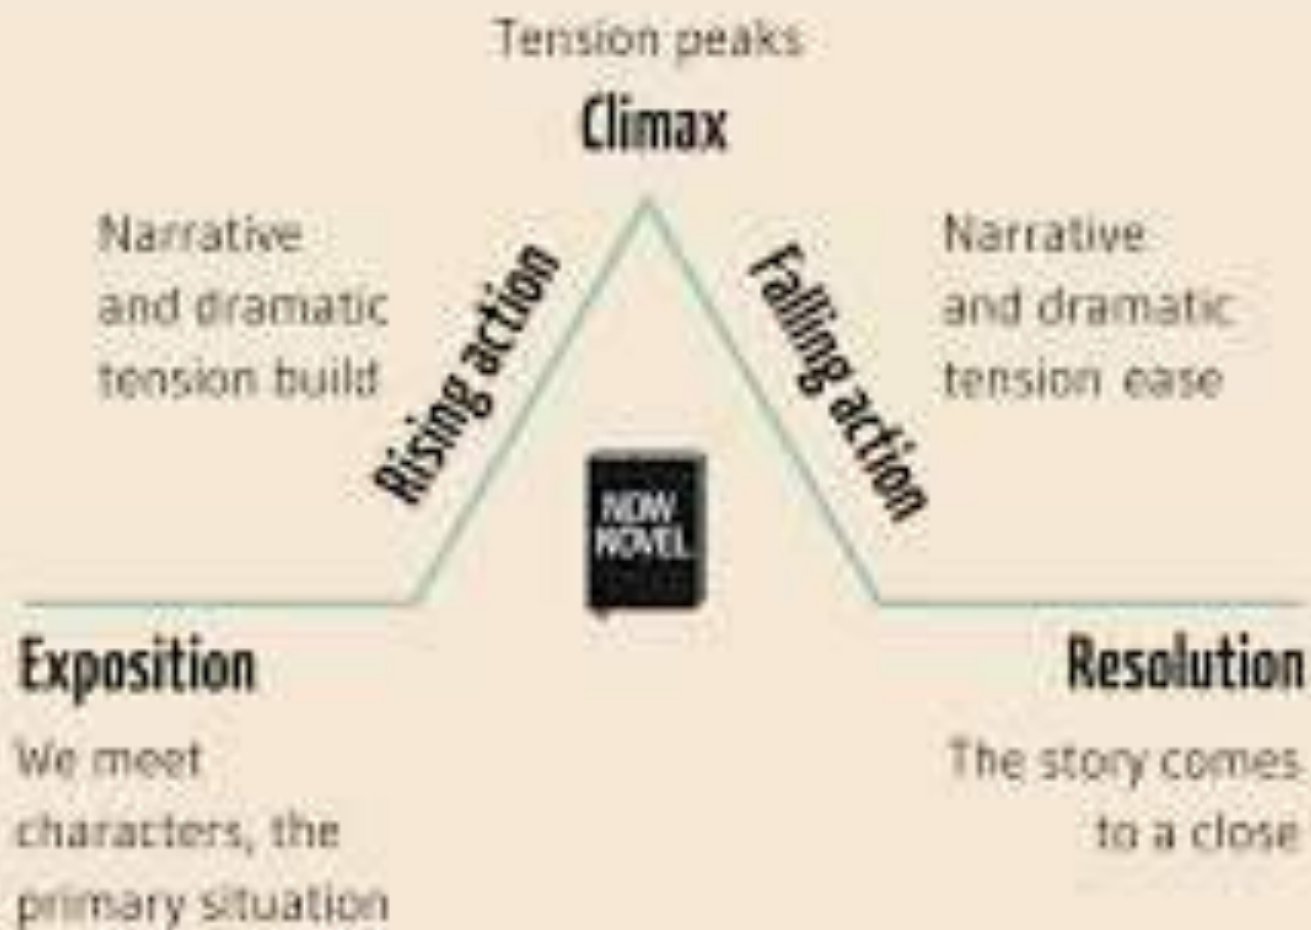 Tension peaks
Climax
Narrative
and dramatic
tension build
Rising action
Falling action
Narrative
and dramatic
tension ease
NOW
NOVEL
Exposition
We meet
characters, the
primary situation
Resolution
The story comes
to a close